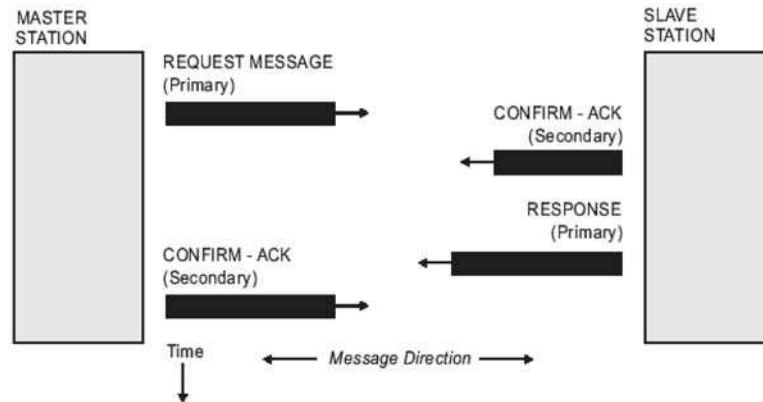 MASTER
STATION
SLAVE
STATION
REQUEST MESSAGE
(Primary)
CONFIRM - ACK
(Secondary)
RESPONSE
(Primary)
CONFIRM - ACK
(Secondary)
Time
Message Direction